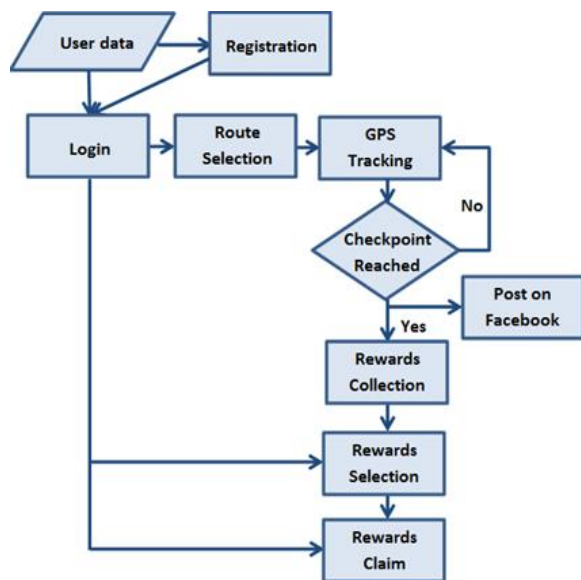 User data
Registration
Login
Route
Selection
GPS
Tracking
No
Checkpoint
Reached
Post on
Facebook
Yes
Rewards
Collection
Rewards
Selection
Rewards
Claim